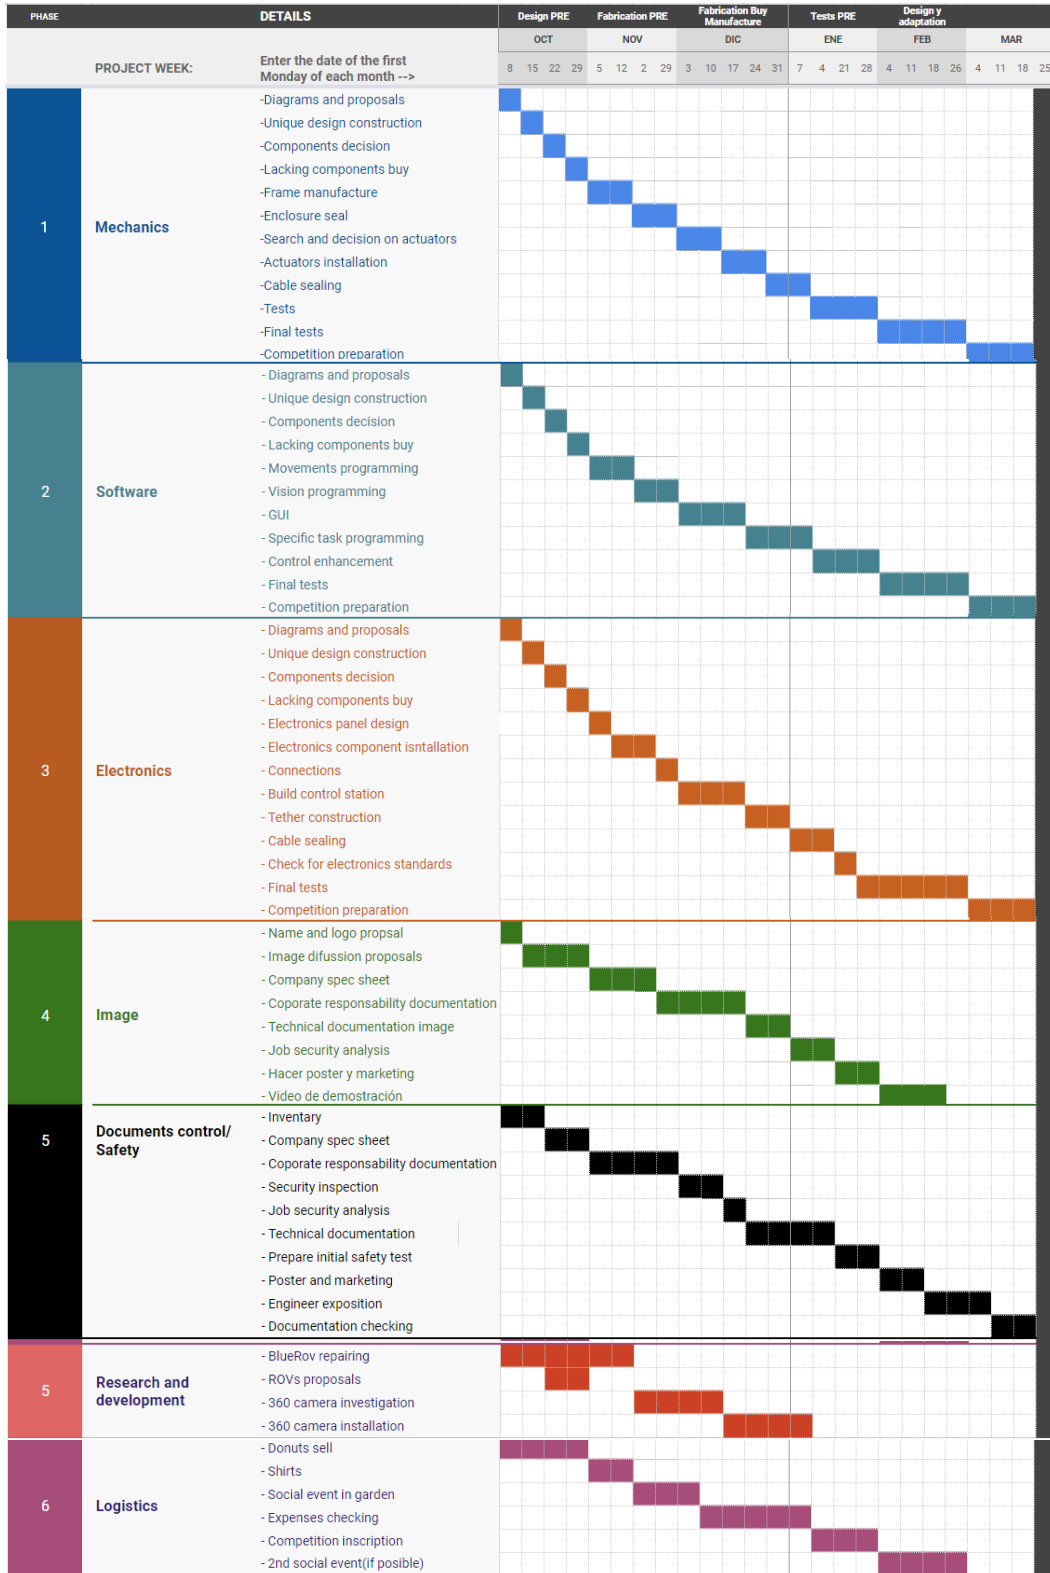 PHASE DETAILS Design PRE Fabrication PRE Fabrication Buy Manufacture Tests PRE Design y adaptation
OCT NOV DIC ENE FEB MAR
PROJECT WEEK: Enter the date of the first Monday of each month --> 8 15 22 29 5 12 2 29 3 10 17 24 31 7 4 21 28 4 11 18 26 4 11 18 25
1 Mechanics
-Diagrams and proposals
-Unique design construction
-Components decision
-Lacking components buy
-Frame manufacture
-Enclosure seal
-Search and decision on actuators
-Actuators installation
-Cable sealing
-Tests
-Final tests
-Competition preparation
2 Software
- Diagrams and proposals
- Unique design construction
- Components decision
- Lacking components buy
- Movements programming
- Vision programming
- GUI
- Specific task programming
- Control enhancement
- Final tests
- Competition preparation
3 Electronics
- Diagrams and proposals
- Unique design construction
- Components decision
- Lacking components buy
- Electronics panel design
- Electronics component isntallation
- Connections
- Build control station
- Tether construction
- Cable sealing
- Check for electronics standards
- Final tests
- Competition preparation
4 Image
- Name and logo propsal
- Image difussion proposals
- Company spec sheet
- Coporate responsability documentation
- Technical documentation image
- Job security analysis
- Hacer poster y marketing
- Video de demostración
5 Documents control/
Safety
- Inventary
- Company spec sheet
- Coporate responsability documentation
- Security inspection
- Job security analysis
- Technical documentation
- Prepare initial safety test
- Poster and marketing
- Engineer exposition
- Documentation checking
5 Research and
development
- BlueRov repairing
- ROVs proposals
- 360 camera investigation
- 360 camera installation
6 Logistics
- Donuts sell
- Shirts
- Social event in garden
- Expenses checking
- Competition inscription
- 2nd social event(if posible)